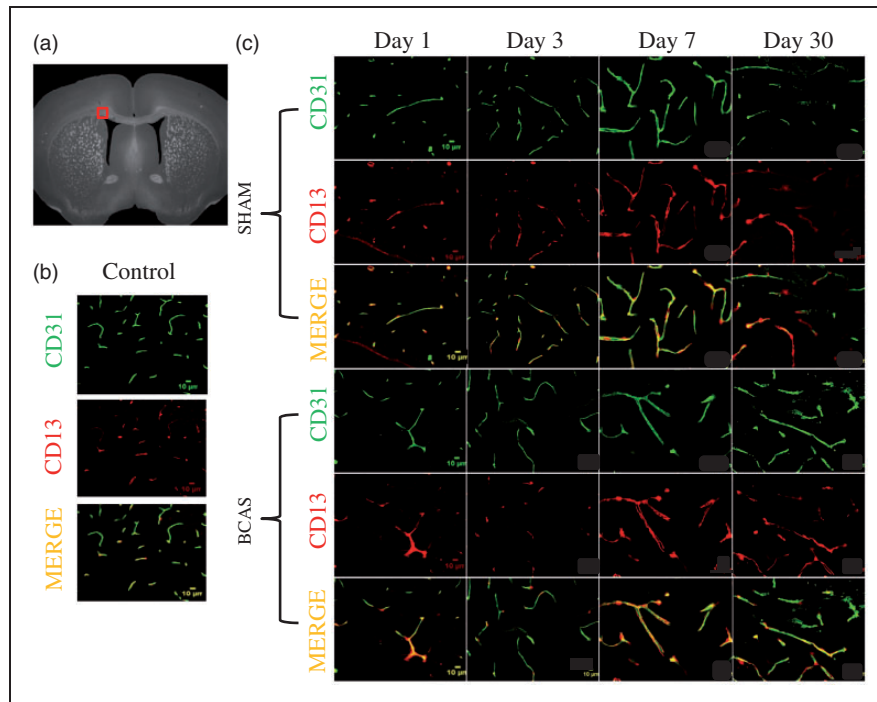 (a)
(b)
Control
CD31
10 µm
CD13
10 µm
MERGE
10 µm
(c)
Day 1 Day 3 Day 7 Day 30
SHAM
CD31
10 µm
CD13
10 µm
MERGE
10 µm
BCAS
CD31
10 µm
CD13
10 µm
MERGE
10 µm
10 µm